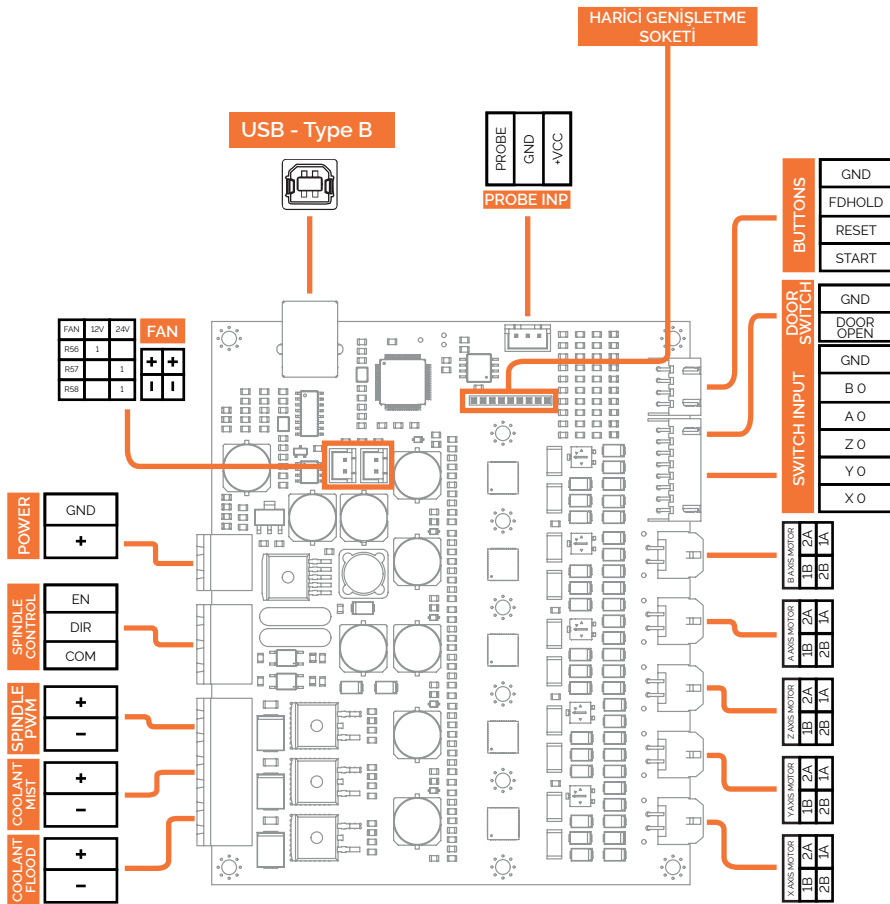 HARİCİ GENİŞLETME
SOKETİ
USB - Type B
PROBE
GND
+VCC
PROBE INP
BUTTONS
GND
FDHOLD
RESET
START
DOOR
SWITCH
GND
DOOR
OPEN
SWITCH INPUT
GND
B 0
A 0
Z 0
Y 0
X 0
FAN 12V 24V
R56 1
R57 1
R58 1
FAN
+ +
- -
POWER
GND
+
SPINDLE
CONTROL
EN
DIR
COM
SPINDLE
PWM
+
-
COOLANT
MIST
+
-
COOLANT
FLOOD
+
-
B AXIS MOTOR
1B 2A
2B 1A
A AXIS MOTOR
1B 2A
2B 1A
Z AXIS MOTOR
1B 2A
2B 1A
Y AXIS MOTOR
1B 2A
2B 1A
X AXIS MOTOR
1B 2A
2B 1A